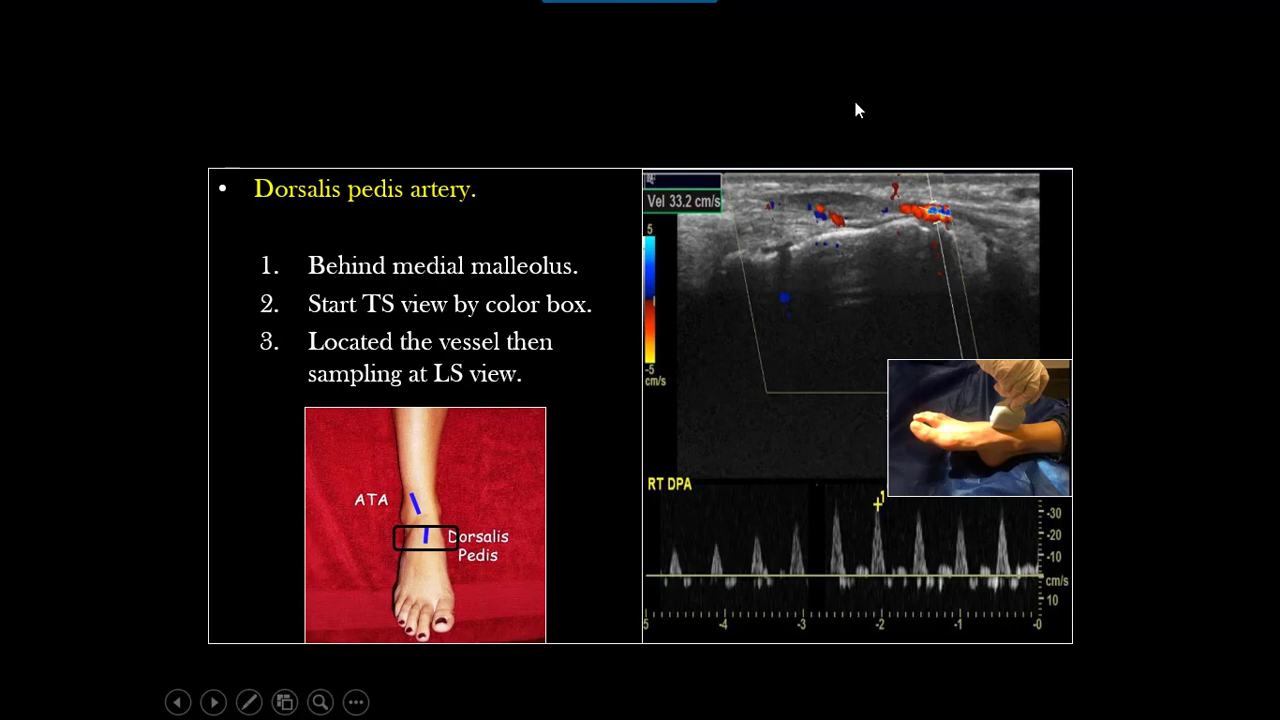 • Dorsalis pedis artery.
1. Behind medial malleolus.
2. Start TS view by color box.
3. Located the vessel then
sampling at LS view.
ATA
Dorsalis
Pedis
Vel 33.2 cm/s
5
-5
cm/s
RT DPA
1
-30
-20
-10
cm/s
10
5 -4 -3 -2 -1 -0